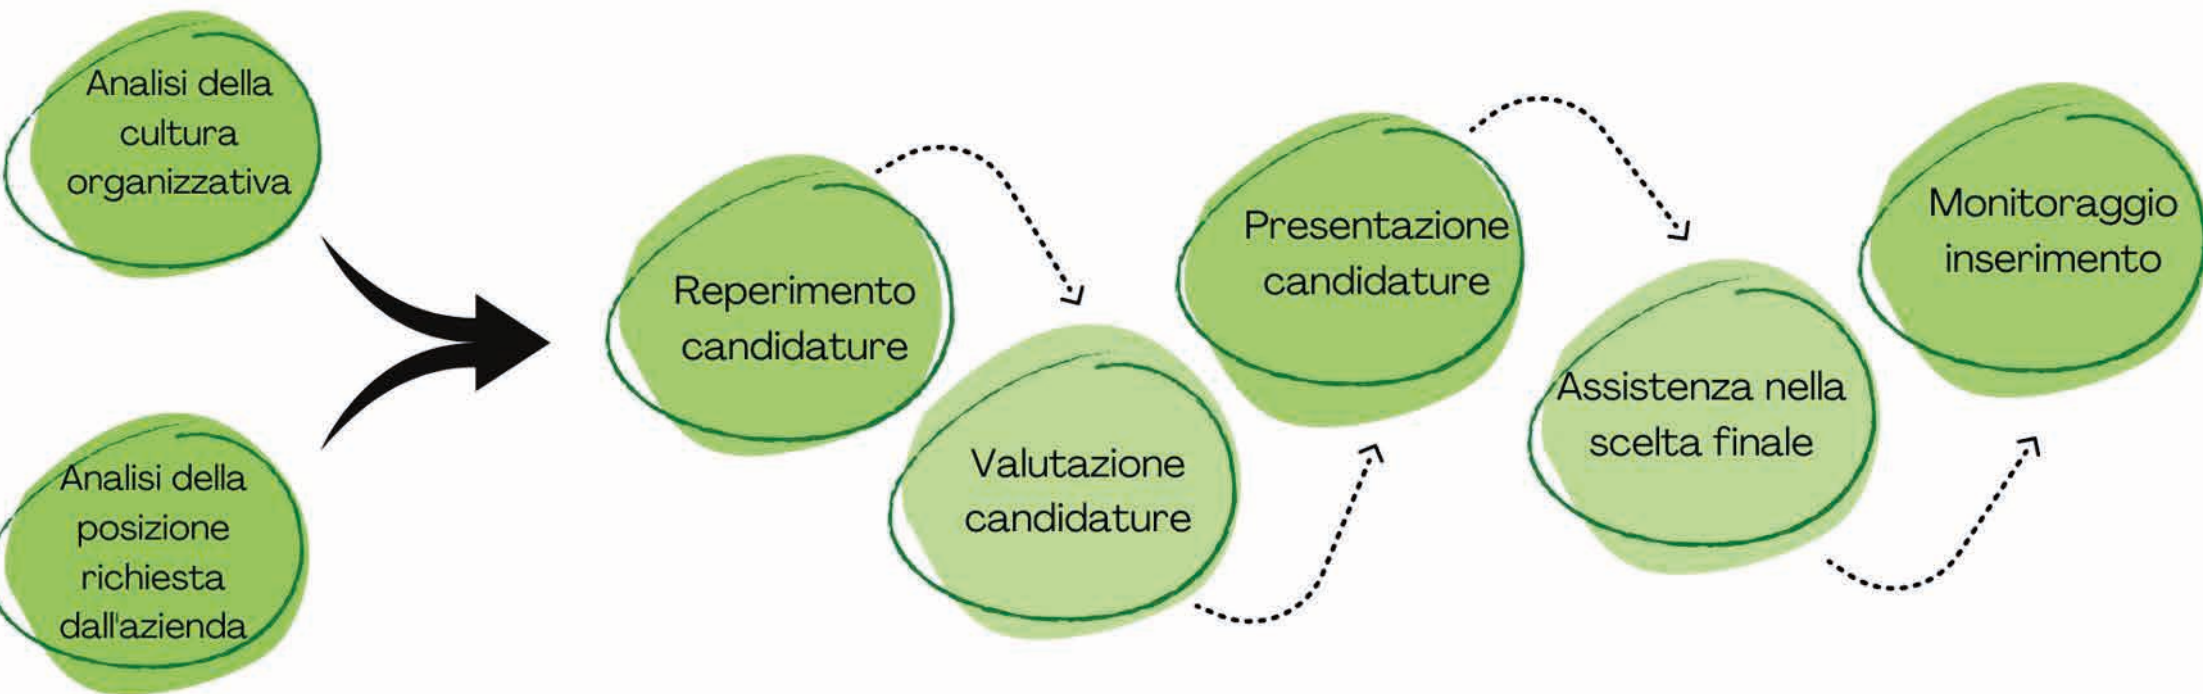 Analisi della
cultura
organizzativa
Analisi della
posizione
richiesta
dall'azienda
Reperimento
candidature
Valutazione
candidature
Presentazione
candidature
Assistenza nella
scelta finale
Monitoraggio
inserimento